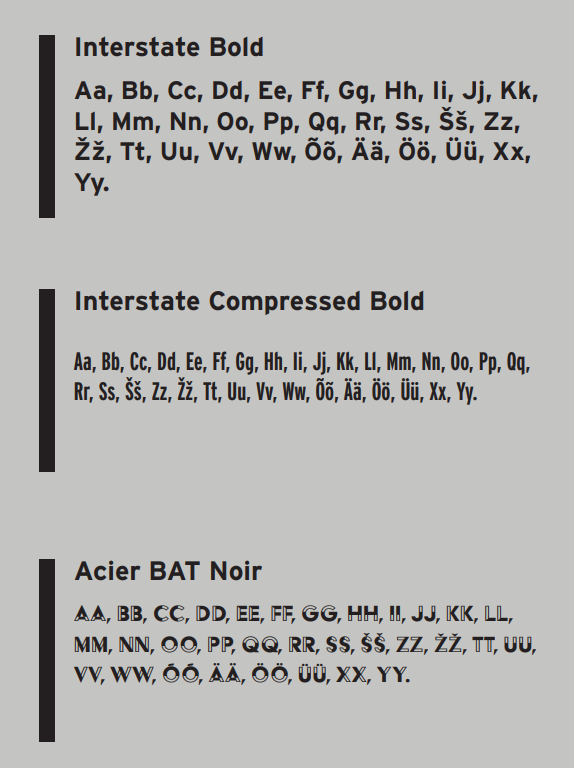 Interstate Bold
Aa, Bb, Cc, Dd, Ee, Ff, Gg, Hh, Ii, Jj, Kk,
Ll, Mm, Nn, Oo, Pp, Qq, Rr, Ss, Šš, Zz,
Žž, Tt, Uu, Vv, Ww, Õõ, Ää, Öö, Üü, Xx,
Yy.
Interstate Compressed Bold
Aa, Bb, Cc, Dd, Ee, Ff, Gg, Hh, Ii, Jj, Kk, Ll, Mm, Nn, Oo, Pp, Qq,
Rr, Ss, Šš, Zz, Žž, Tt, Uu, Vv, Ww, Õõ, Ää, Öö, Üü, Xx, Yy.
Acier BAT Noir
AA, BB, CC, DD, EE, FF, GG, HH, II, JJ, KK, LL,
MM, NN, OO, PP, QQ, RR, SS, ŠŠ, ZZ, ŽŽ, TT, UU,
VV, WW, ÕÕ, ÄÄ, ÖÖ, ÜÜ, XX, YY.